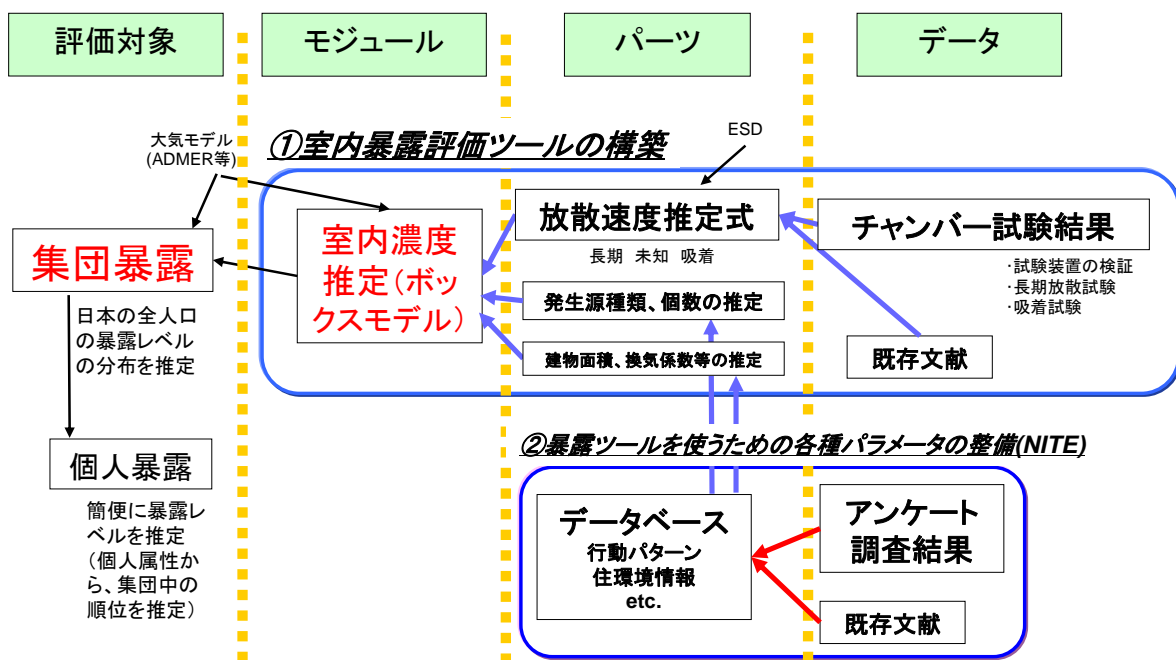 評価対象
モジュール
パーツ
データ
大気モデル
(ADMER等)
①室内暴露評価ツールの構築
ESD
集団暴露
日本の全人口
の暴露レベル
の分布を推定
個人暴露
簡便に暴露レ
ベルを推定
（個人属性か
ら、集団中の
順位を推定）
室内濃度
推定（ボッ
クスモデル）
放散速度推定式
長期 未知 吸着
発生源種類、個数の推定
建物面積、換気係数等の推定
チャンバー試験結果
・試験装置の検証
・長期放散試験
・吸着試験
既存文献
②暴露ツールを使うための各種パラメータの整備(NITE)
データベース
行動パターン
住環境情報
etc.
アンケート
調査結果
既存文献